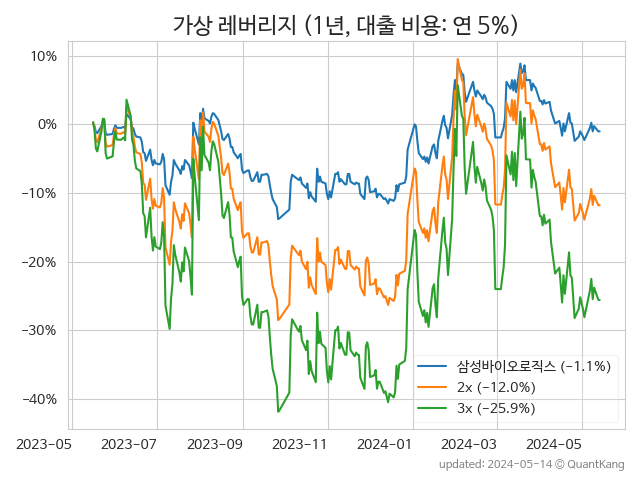 가상 레버리지 (1년, 대출 비용: 연 5%)
10%
0%
−10%
−20%
−30%
−40%
삼성바이오로직스 (−1.1%)
2x (−12.0%)
3x (−25.9%)
2023-05 2023-07 2023-09 2023-11 2024-01 2024-03 2024-05
updated: 2024-05-14 © QuantKang